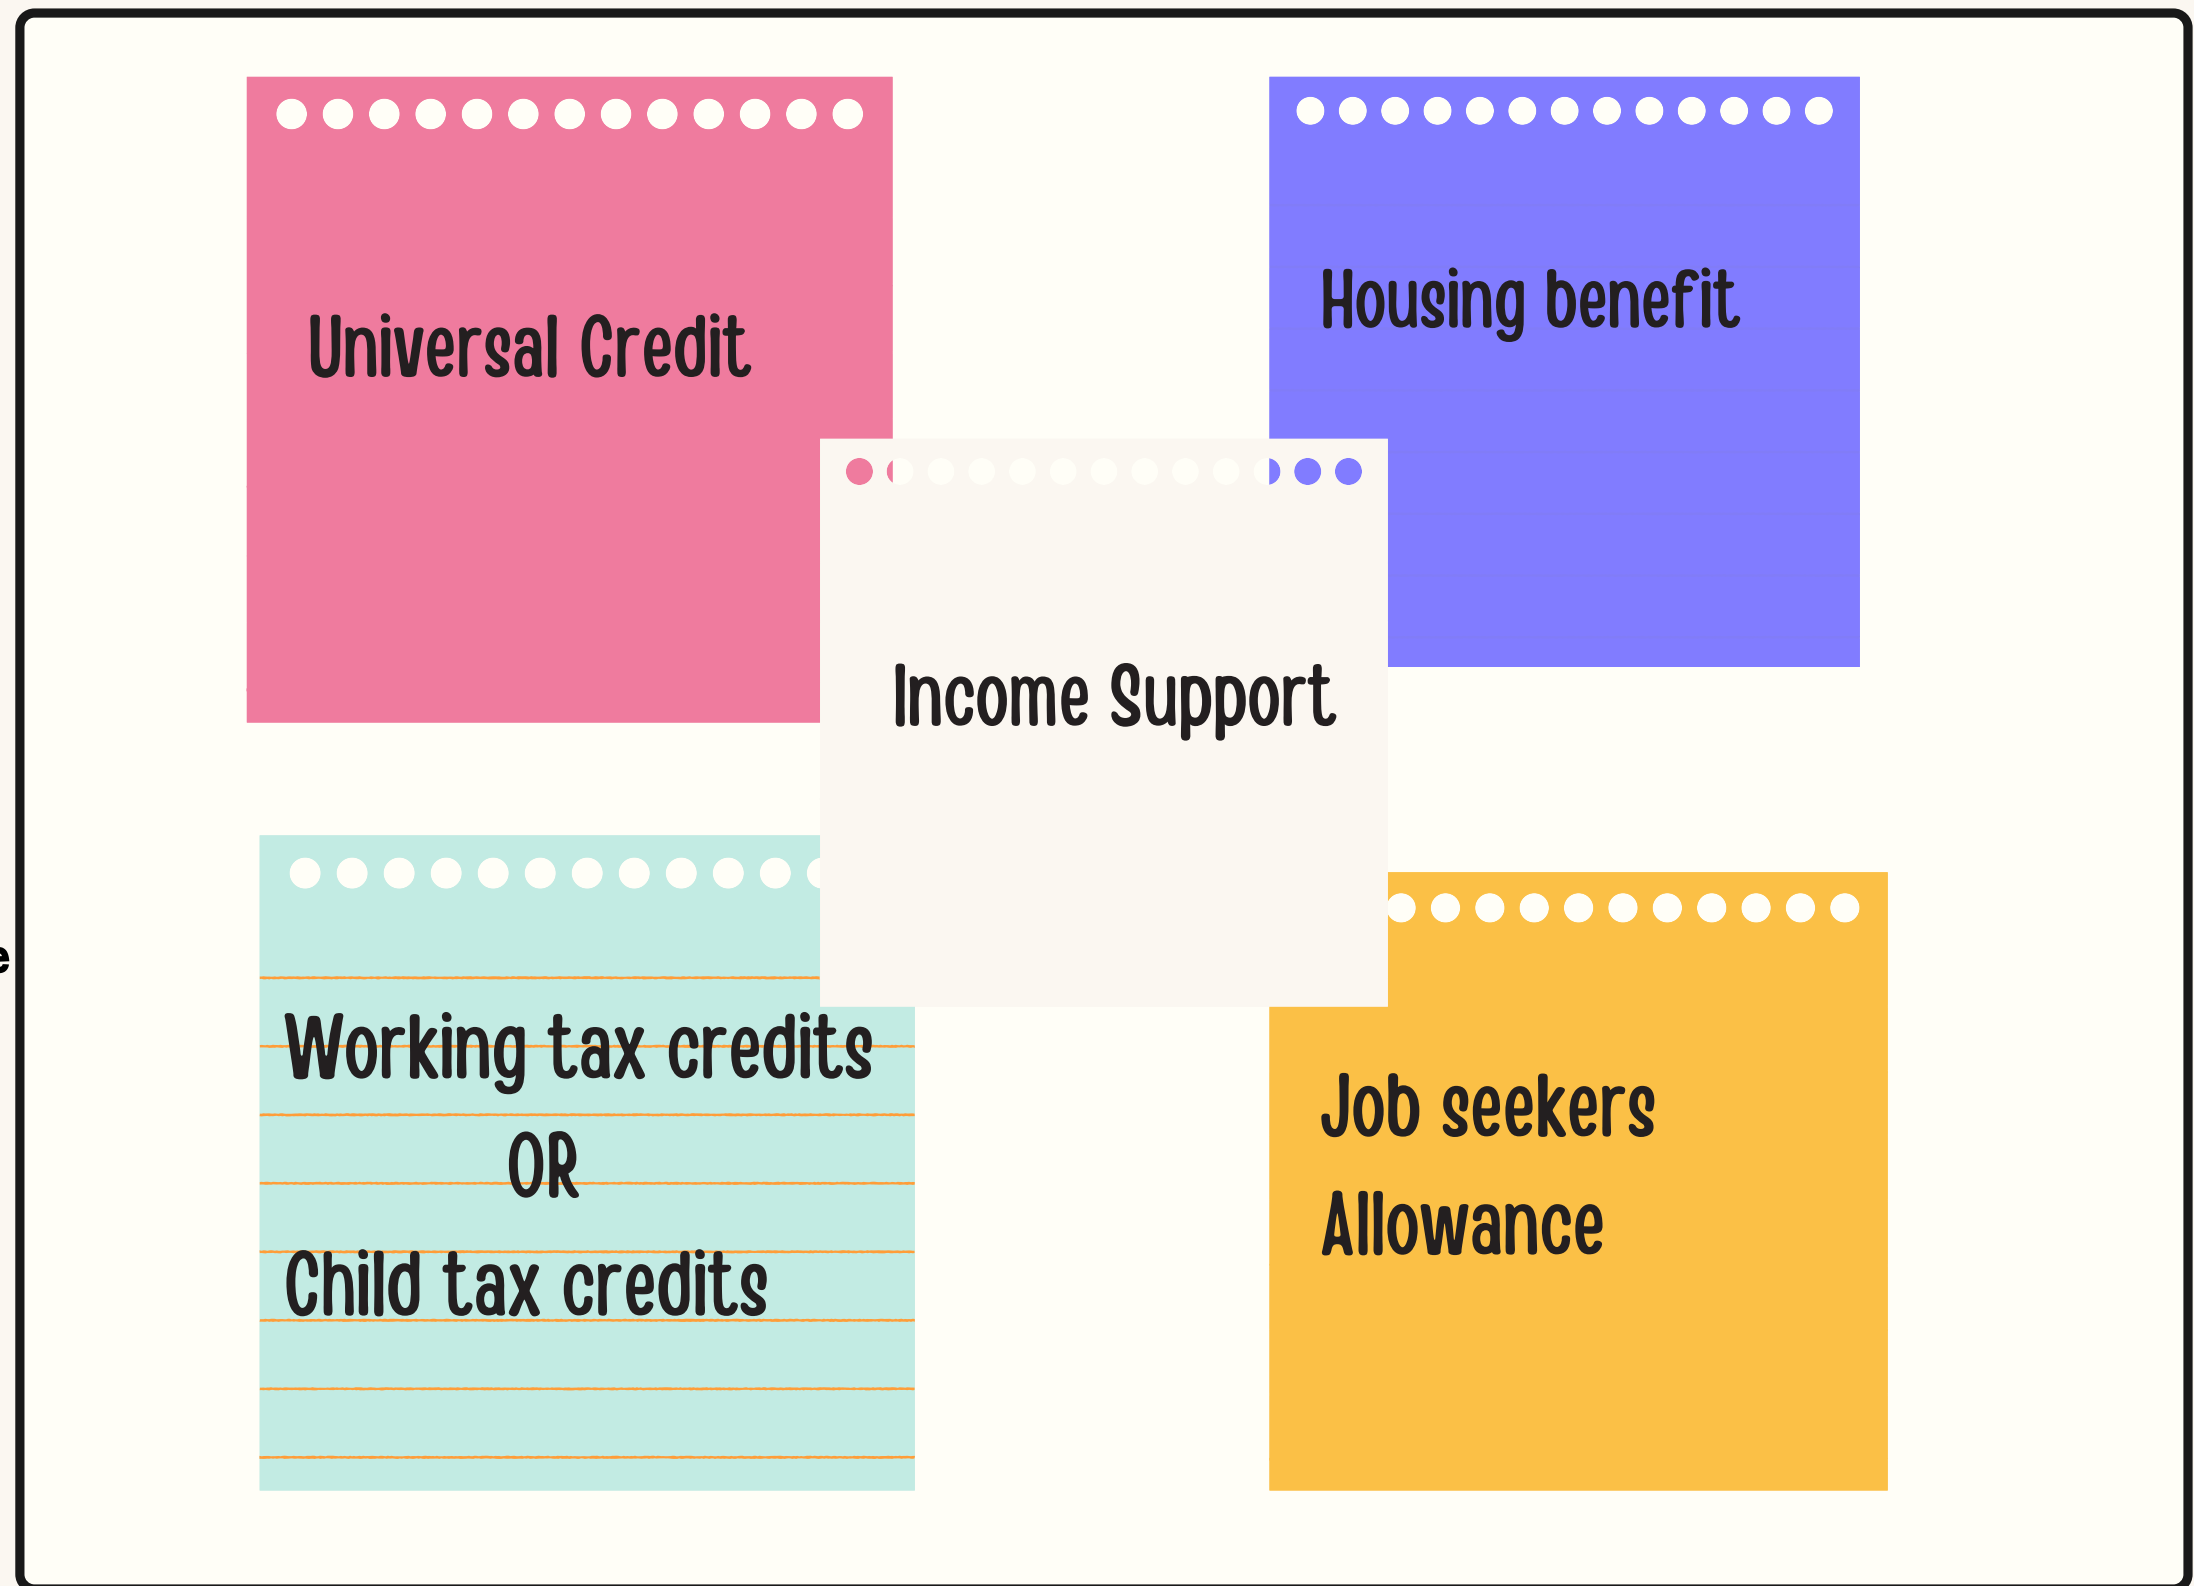 Universal Credit
Housing benefit
Income Support
Working tax credits
OR
Child tax credits
Job seekers
Allowance
e